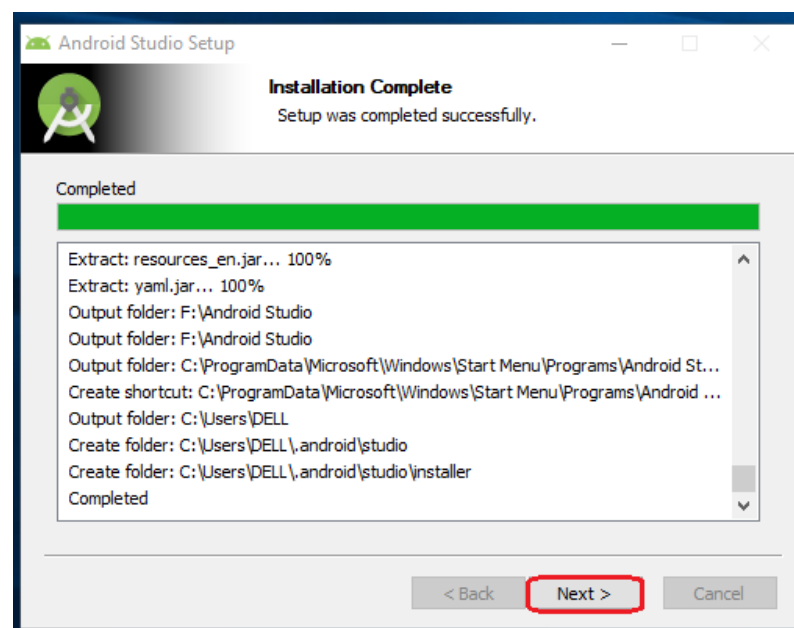 Android Studio Setup
Installation Complete
Setup was completed successfully.
Completed
Extract: resources_en.jar... 100%
Extract: yaml.jar... 100%
Output folder: F:\Android Studio
Output folder: F:\Android Studio
Output folder: C:\ProgramData\Microsoft\Windows\Start Menu\Programs\Android St...
Create shortcut: C:\ProgramData\Microsoft\Windows\Start Menu\Programs\Android ...
Output folder: C:\Users\DELL
Create folder: C:\Users\DELL\.android\studio
Create folder: C:\Users\DELL\.android\studio\installer
Completed
< Back Next > Cancel